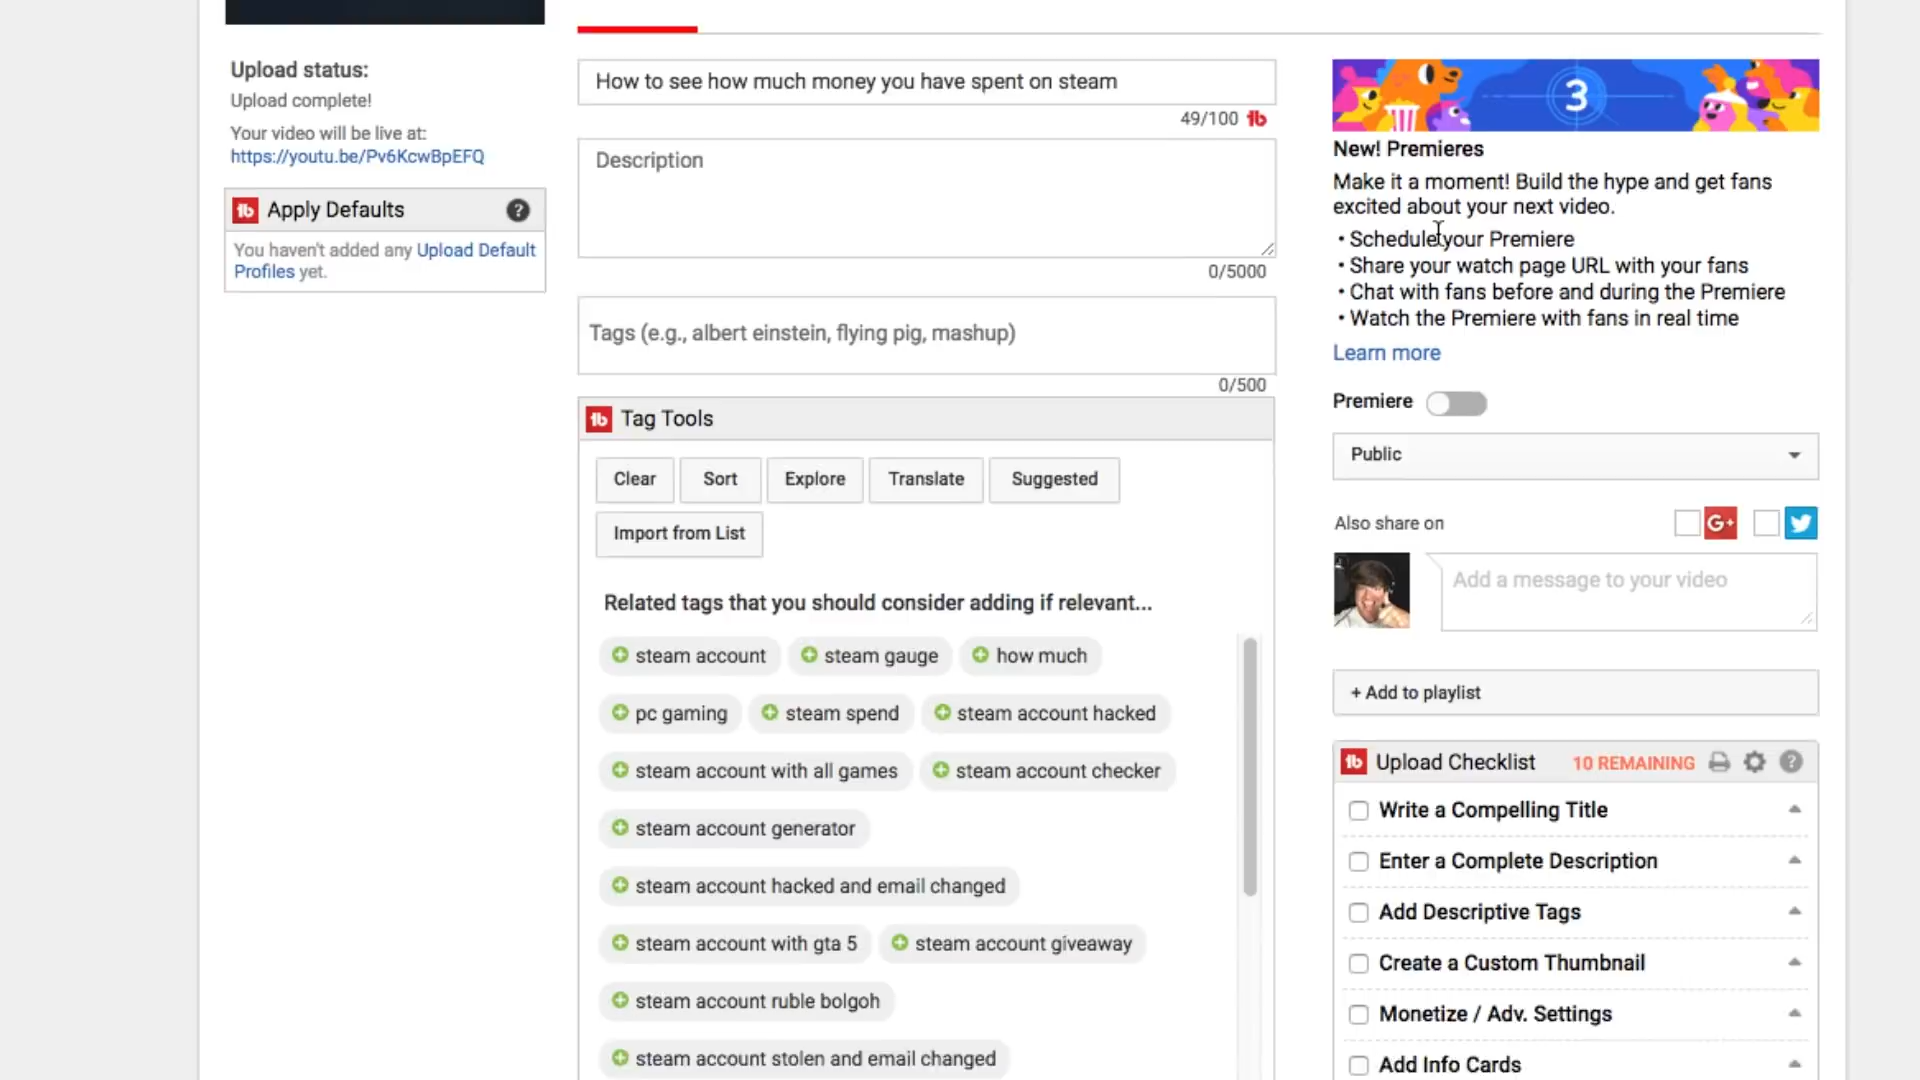 Upload status:
Upload complete!
Your video will be live at:
https://youtu.be/Pv6KcwBpEFQ
Apply Defaults
You haven't added any Upload Default
Profiles yet.
How to see how much money you have spent on steam
49/100
Description
0/5000
Tags (e.g., albert einstein, flying pig, mashup)
0/500
Tag Tools
Clear
Sort
Explore
Translate
Suggested
Import from List
Related tags that you should consider adding if relevant...
steam account
steam gauge
how much
pc gaming
steam spend
steam account hacked
steam account with all games
steam account checker
steam account generator
steam account hacked and email changed
steam account with gta 5
steam account giveaway
steam account ruble bolgoh
steam account stolen and email changed
3
New! Premieres
Make it a moment! Build the hype and get fans
excited about your next video.
• Schedule your Premiere
• Share your watch page URL with your fans
• Chat with fans before and during the Premiere
• Watch the Premiere with fans in real time
Learn more
Premiere
Public
Also share on
G+
Add a message to your video
+ Add to playlist
Upload Checklist
10 REMAINING
Write a Compelling Title
Enter a Complete Description
Add Descriptive Tags
Create a Custom Thumbnail
Monetize / Adv. Settings
Add Info Cards